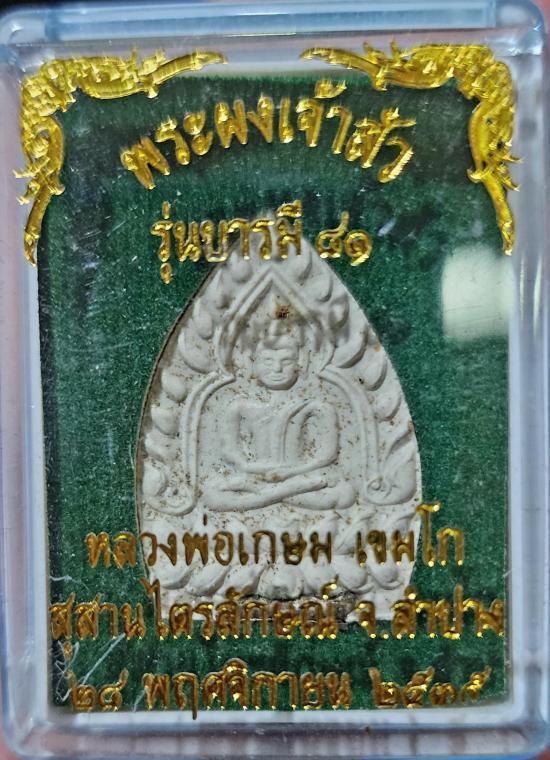 พระผงเจ้าสัว
รุ่นบารมี ๘๑
หลวงพ่อเกษม เขมโก
สุสานไตรลักษณ์ จ.ลำปาง
๒๘ พฤศจิกายน ๒๕๓๕